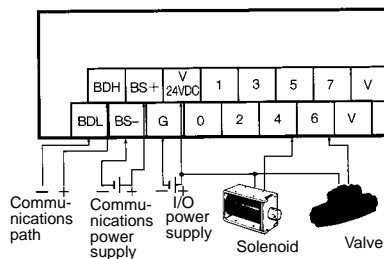 BDH BS+ V 24VDC 1 3 5 7 V
BDL BS– G 0 2 4 6 V
– + – + – +
Commu-
nications
path
Commu-
nications
power
supply
I/O
power
supply
Solenoid
Valve